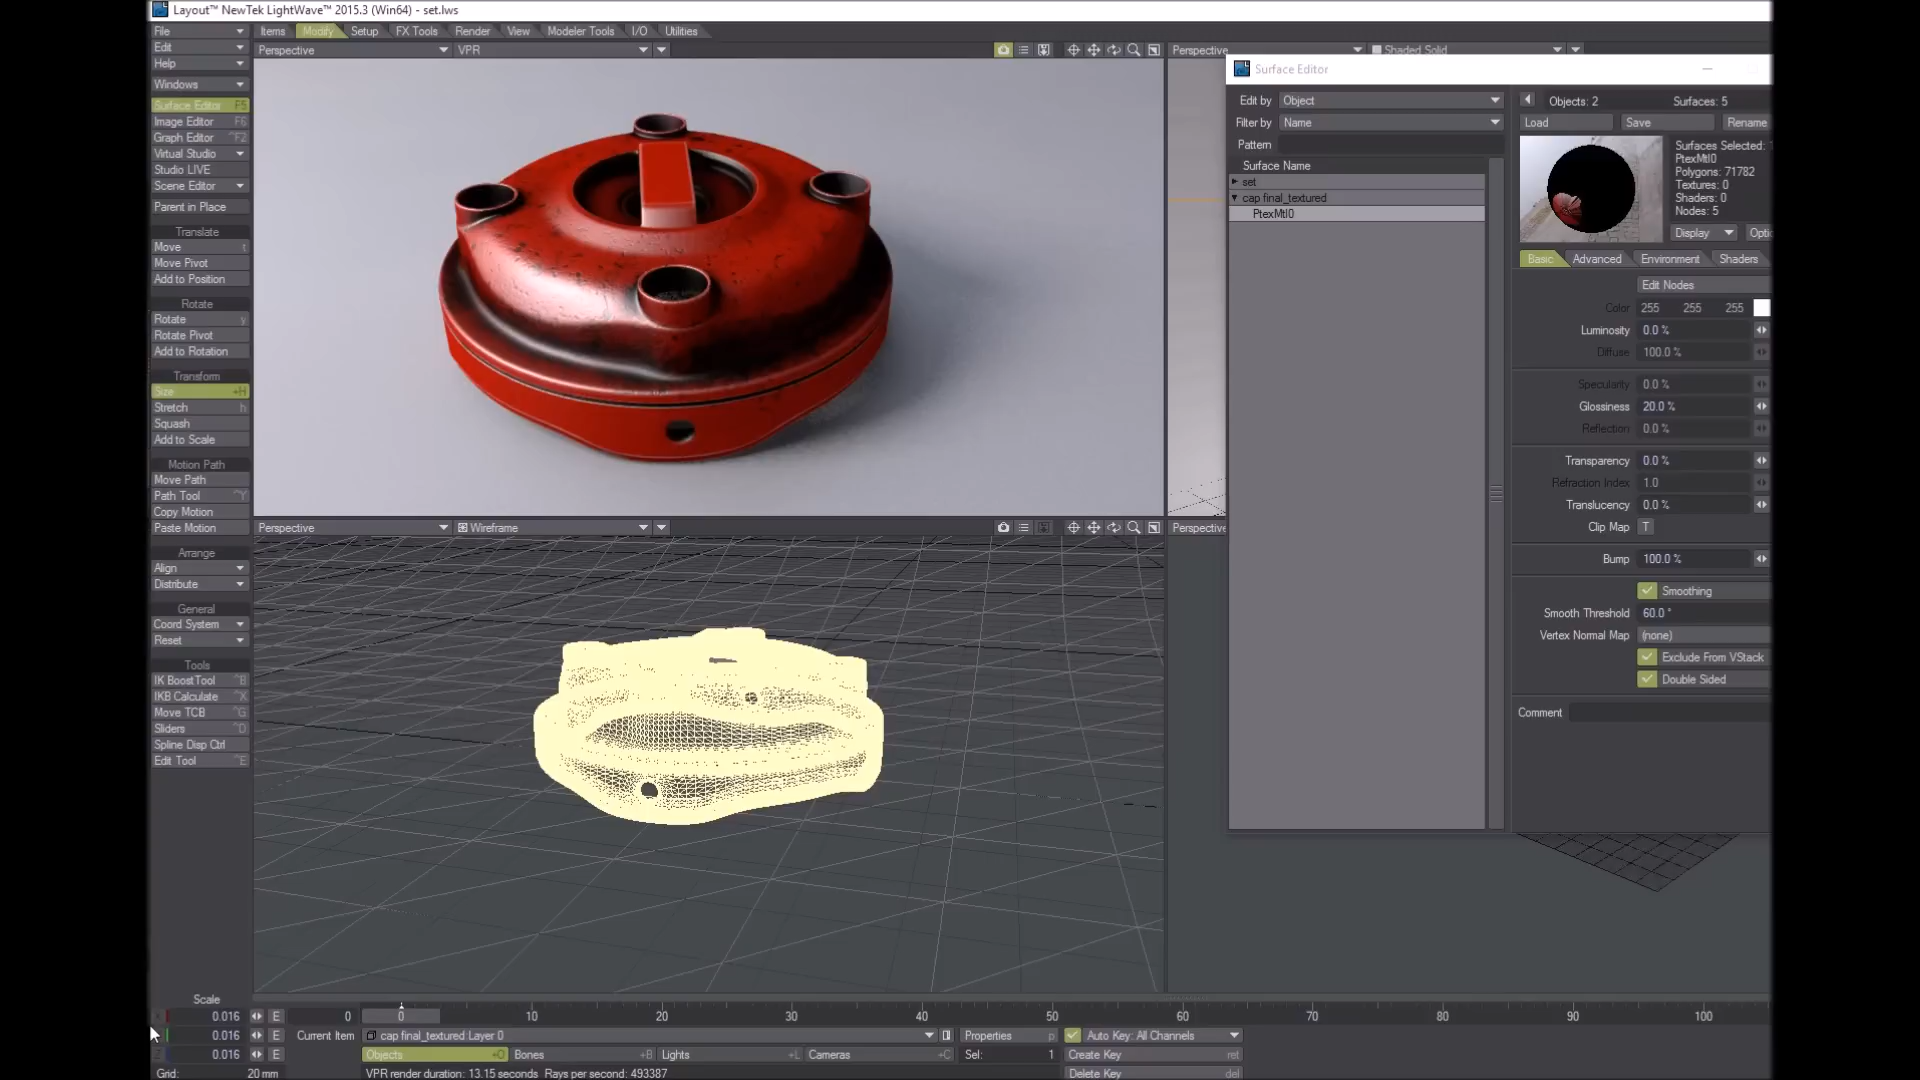 Layout™ NewTek LightWave™ 2015.3 (Win64) - set.lws
File
Items Modify Setup FX Tools Render View Modeler Tools I/O Utilities
Edit
Perspective VPR
Perspective Shaded Solid
Help
Windows
Surface Editor F5
Image Editor F6
Graph Editor ^F2
Virtual Studio
Studio LIVE
Scene Editor
Parent in Place
Translate
Move t
Move Pivot
Add to Position
Rotate
Rotate y
Rotate Pivot
Add to Rotation
Transform
Size +H
Stretch h
Squash
Add to Scale
Motion Path
Move Path
Path Tool ^Y
Copy Motion
Paste Motion
Arrange
Align
Distribute
General
Coord System
Reset
Tools
IK Boost Tool ^B
IKB Calculate ^K
Move TCB ^G
Sliders ^D
Spline Disp Ctrl
Edit Tool ^E
Perspective Wireframe
Perspective
Surface Editor
Edit by Object
Filter by Name
Pattern
Surface Name
set
cap final_textured
PtexMtl0
Objects: 2 Surfaces: 5
Load Save Rename
Surfaces Selected: 1
PtexMtl0
Polygons: 71782
Textures: 0
Shaders: 0
Nodes: 5
Display Optio
Basic Advanced Environment Shaders
Edit Nodes
Color 255 255 255
Luminosity 0.0 %
Diffuse 100.0 %
Specularity 0.0 %
Glossiness 20.0 %
Reflection 0.0 %
Transparency 0.0 %
Refraction Index 1.0
Translucency 0.0 %
Clip Map T
Bump 100.0 %
Smoothing
Smooth Threshold 60.0 °
Vertex Normal Map (none)
Exclude From VStack
Double Sided
Comment
Scale
X 0.016 E 0 0 10 20 30 40 50 60 70 80 90 100
0.016 E Current Item cap final_textured:Layer 0 Properties p Auto Key: All Channels
Z 0.016 E Objects +O Bones +B Lights +L Cameras +C Sel: 1 Create Key ret
Grid: 20 mm VPR render duration: 13.15 seconds Rays per second: 493387 Delete Key del